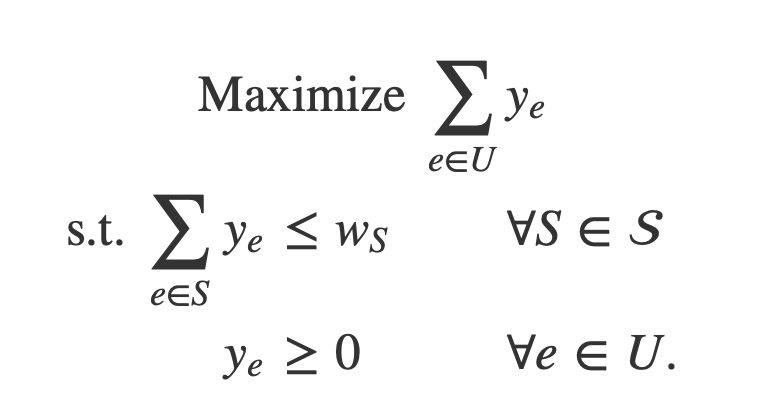 Maximize ∑_{e∈U} y_e
s.t. ∑_{e∈S} y_e ≤ w_S ∀S ∈ 𝒮
y_e ≥ 0 ∀e ∈ U.